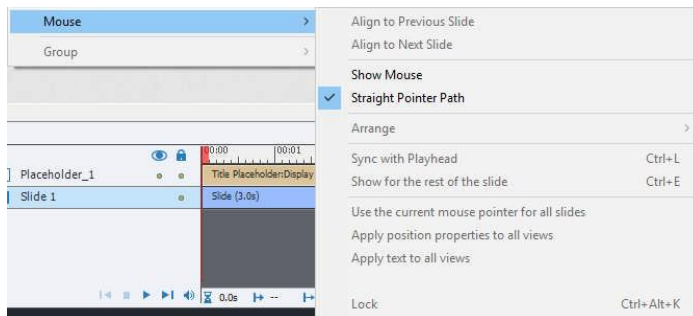 Mouse
Group
Align to Previous Slide
Align to Next Slide
Show Mouse
Straight Pointer Path
Arrange
Sync with Playhead Ctrl+L
Show for the rest of the slide Ctrl+E
Use the current mouse pointer for all slides
Apply position properties to all views
Apply text to all views
Lock Ctrl+Alt+K
00:00 00:01
Placeholder_1 Title Placeholder:Display
Slide 1 Slide (3.0s)
0.0s --